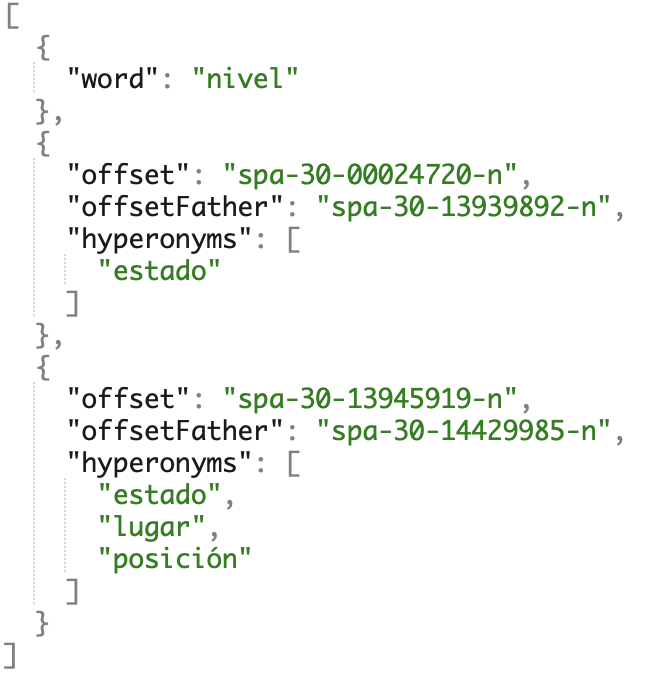 [
  {
    "word": "nivel"
  },
  {
    "offset": "spa-30-00024720-n",
    "offsetFather": "spa-30-13939892-n",
    "hyperonyms": [
      "estado"
    ]
  },
  {
    "offset": "spa-30-13945919-n",
    "offsetFather": "spa-30-14429985-n",
    "hyperonyms": [
      "estado",
      "lugar",
      "posición"
    ]
  }
]